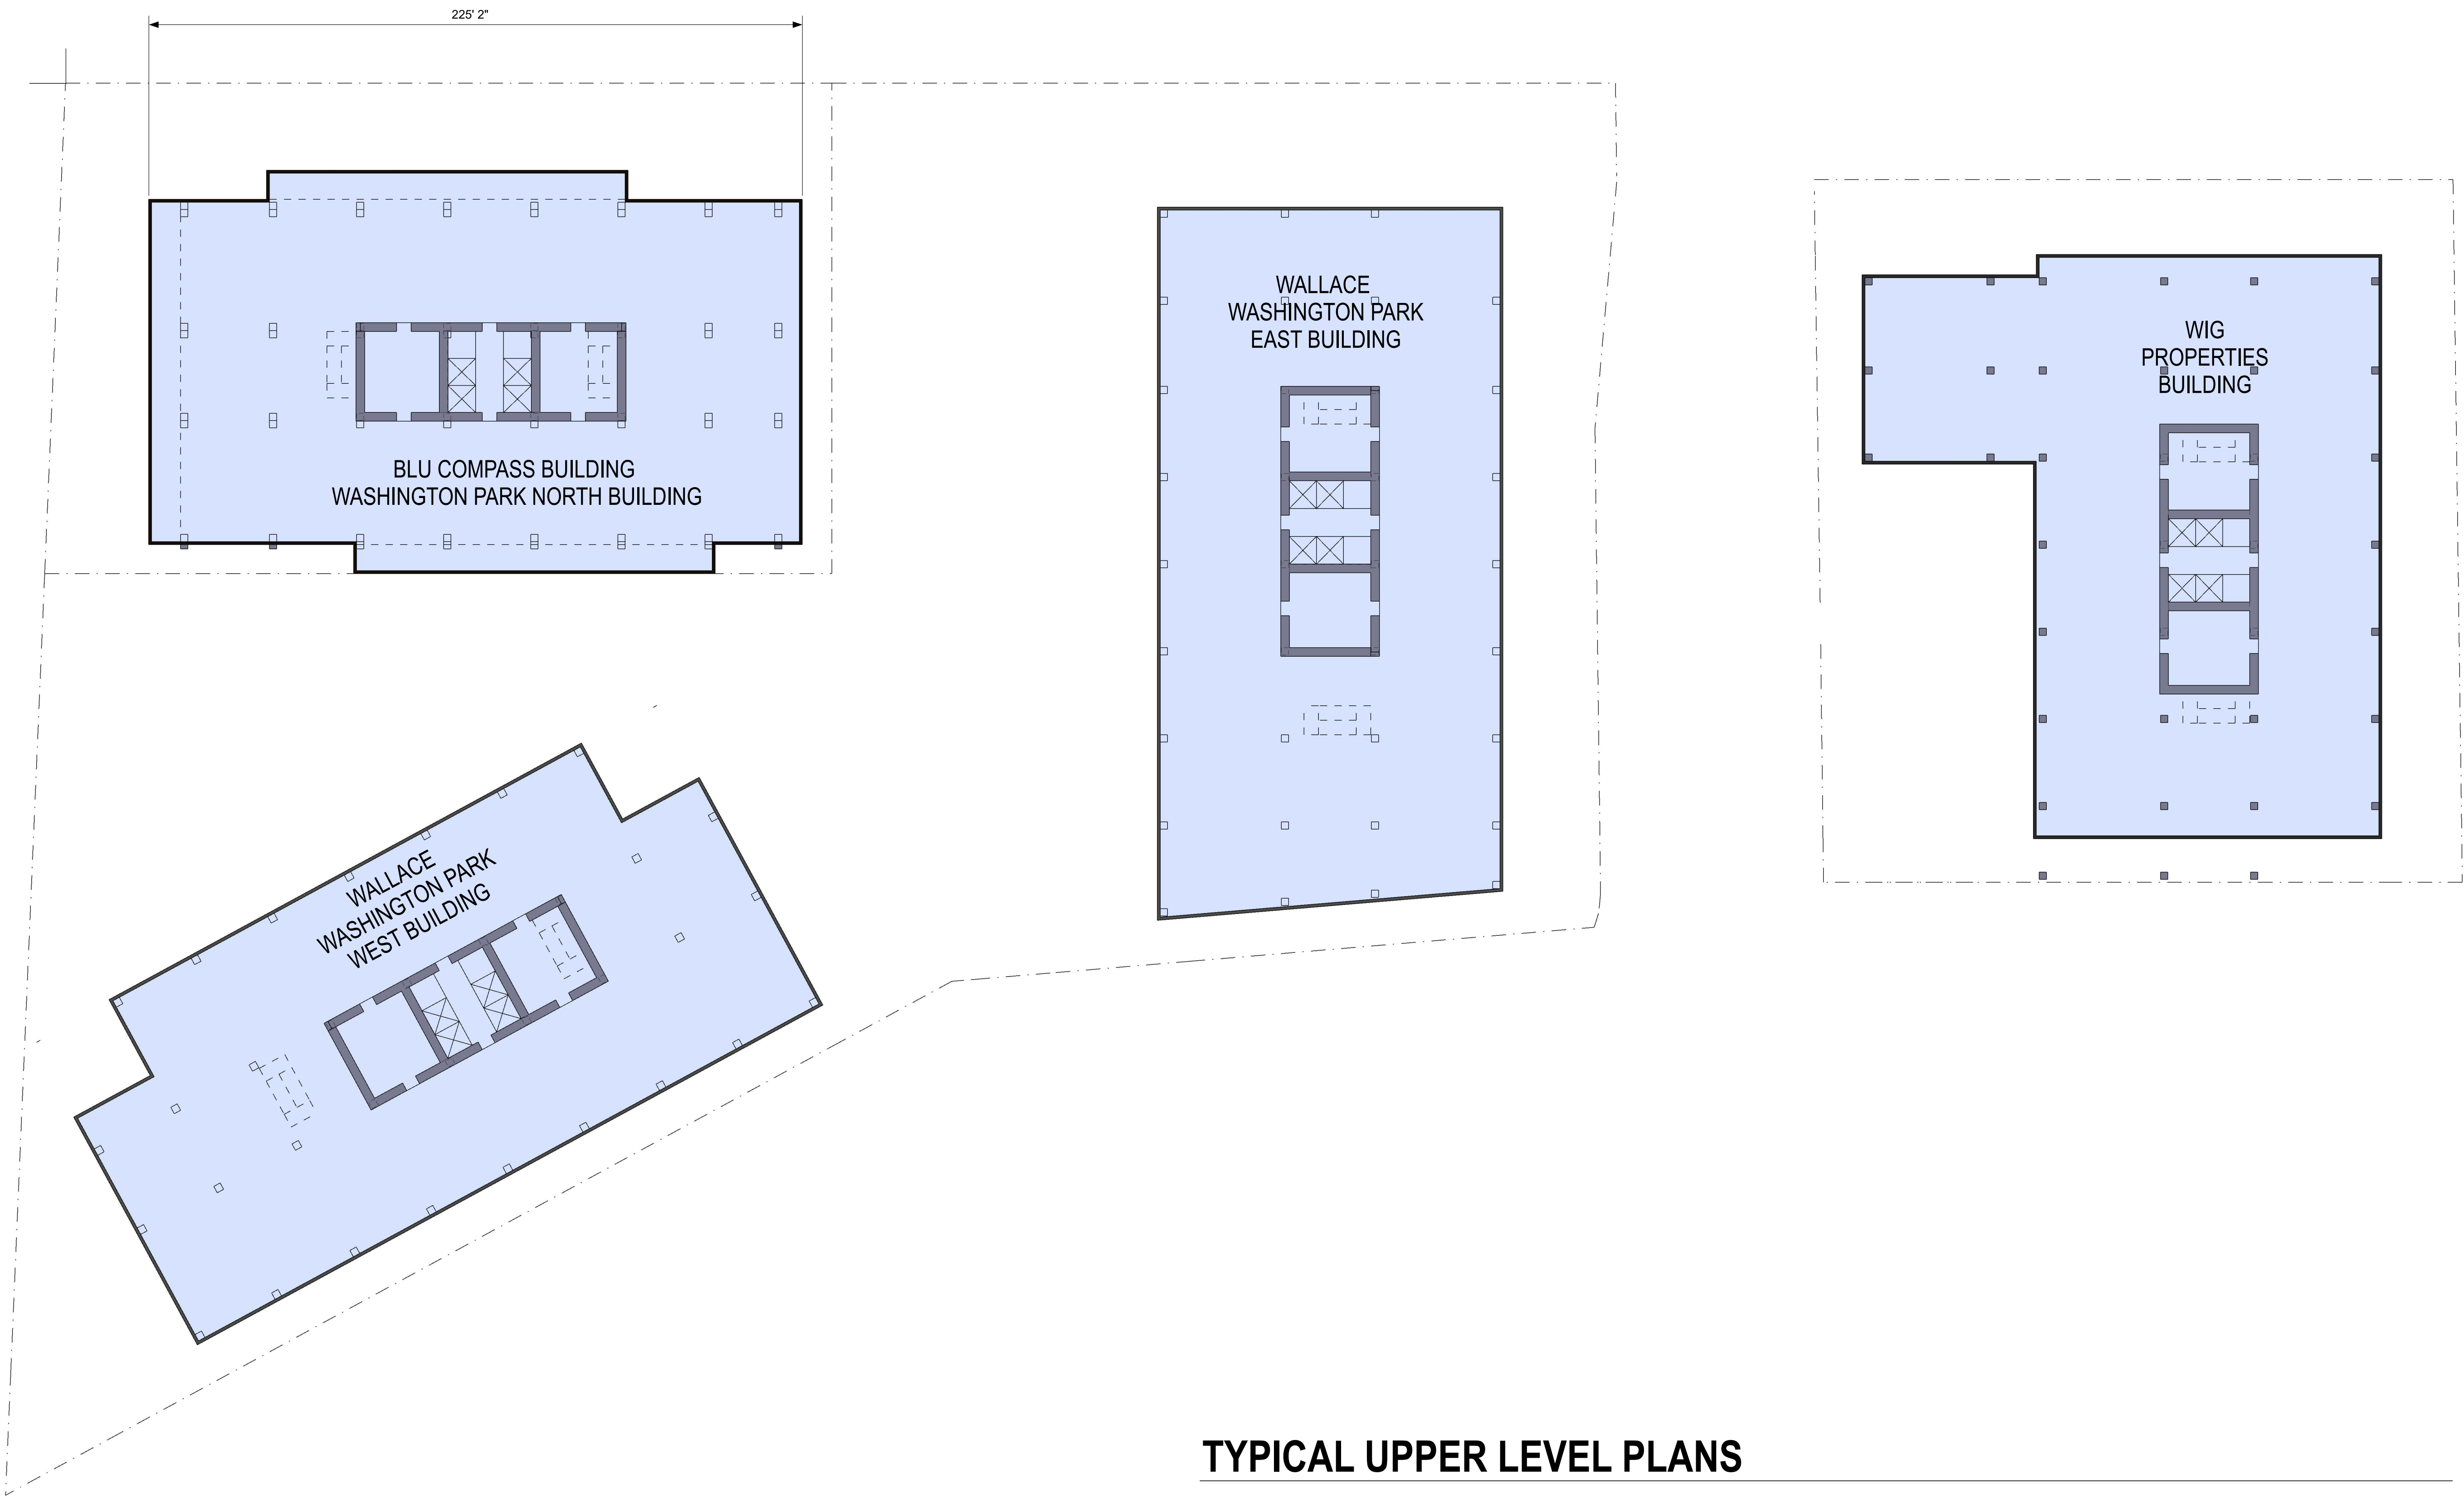 225' 2"
BLU COMPASS BUILDING
WASHINGTON PARK NORTH BUILDING
WALLACE
WASHINGTON PARK
EAST BUILDING
WIG
PROPERTIES
BUILDING
WALLACE
WASHINGTON PARK
WEST BUILDING
TYPICAL UPPER LEVEL PLANS